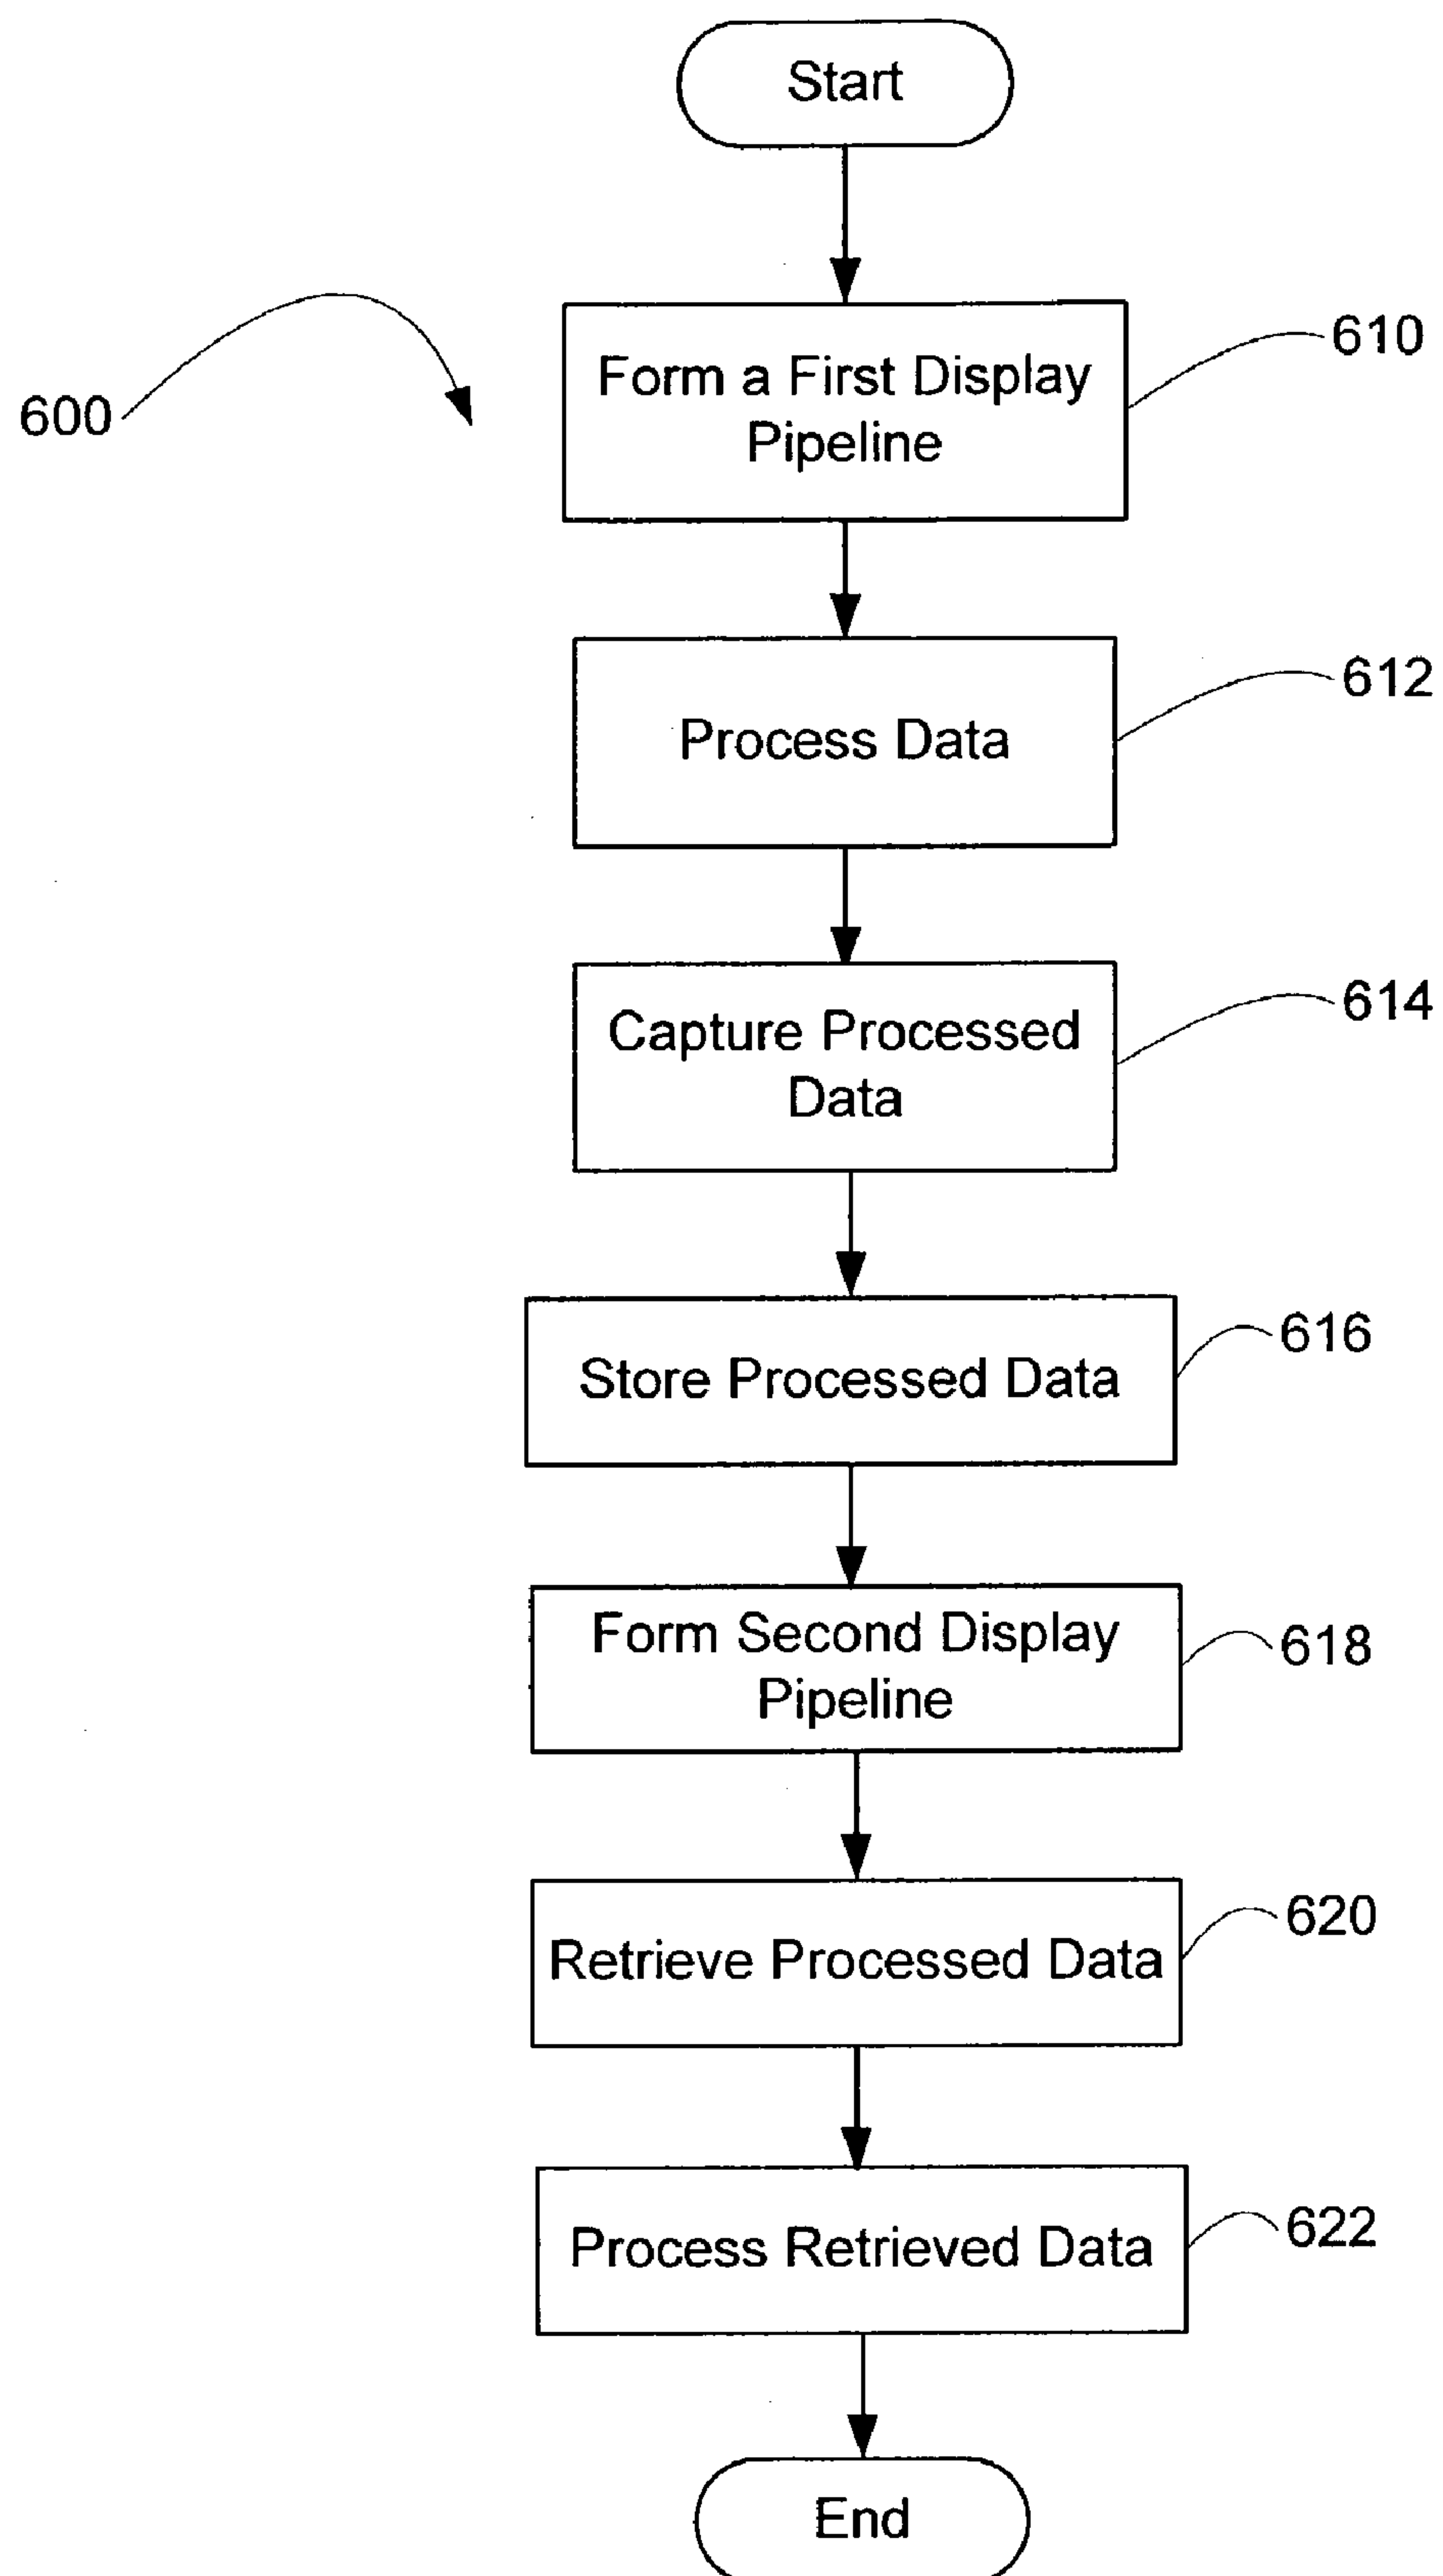 Start
600
Form a First Display
Pipeline
610
Process Data
612
Capture Processed
Data
614
Store Processed Data
616
Form Second Display
Pipeline
618
Retrieve Processed Data
620
Process Retrieved Data
622
End